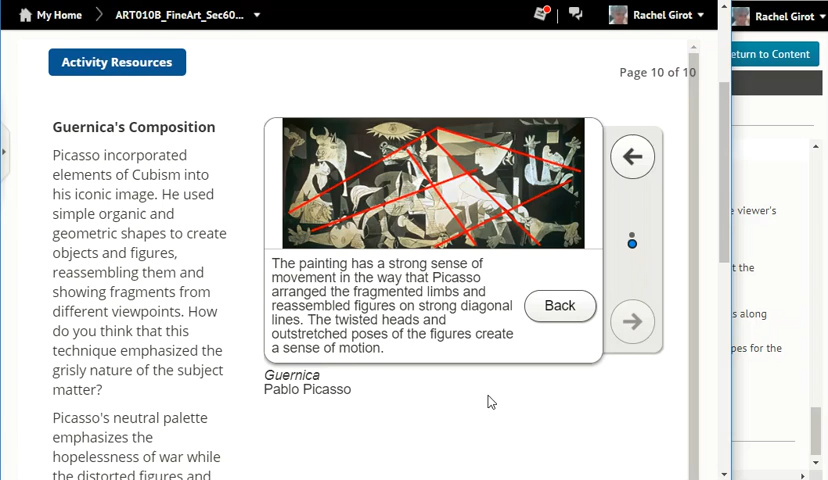 My Home
ART010B_FineArt_Sec60...
Rachel Girot
Rachel Girot
Activity Resources
Page 10 of 10
eturn to Content
Guernica's Composition
Picasso incorporated
elements of Cubism into
his iconic image. He used
simple organic and
geometric shapes to create
objects and figures,
reassembling them and
showing fragments from
different viewpoints. How
do you think that this
technique emphasized the
grisly nature of the subject
matter?
Picasso's neutral palette
emphasizes the
hopelessness of war while
the distorted figures and
The painting has a strong sense of
movement in the way that Picasso
arranged the fragmented limbs and
reassembled figures on strong diagonal
lines. The twisted heads and
outstretched poses of the figures create
a sense of motion.
Back
Guernica
Pablo Picasso
e viewer's
t the
s along
pes for the